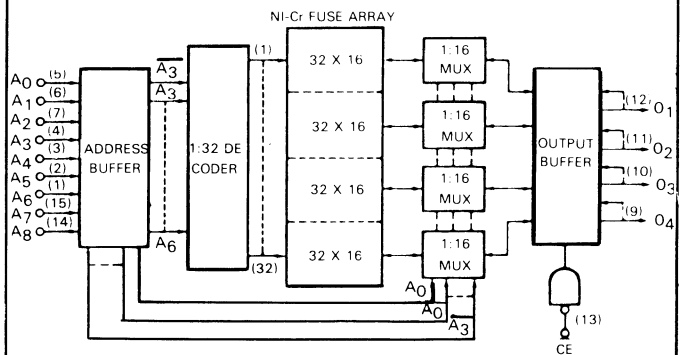 NI-Cr FUSE ARRAY
A0 (5)
A1 (6)
A2 (7)
A3 (4)
A4 (3)
A5 (2)
A6 (1)
A7 (15)
A8 (14)
ADDRESS
BUFFER
A̅3
A3
A6
1:32 DE
CODER
(1)
(32)
32 X 16
32 X 16
32 X 16
32 X 16
1:16
MUX
1:16
MUX
1:16
MUX
1:16
MUX
A̅0
A0
A̅3
OUTPUT
BUFFER
(12) O1
(11) O2
(10) O3
(9) O4
(13)
CE